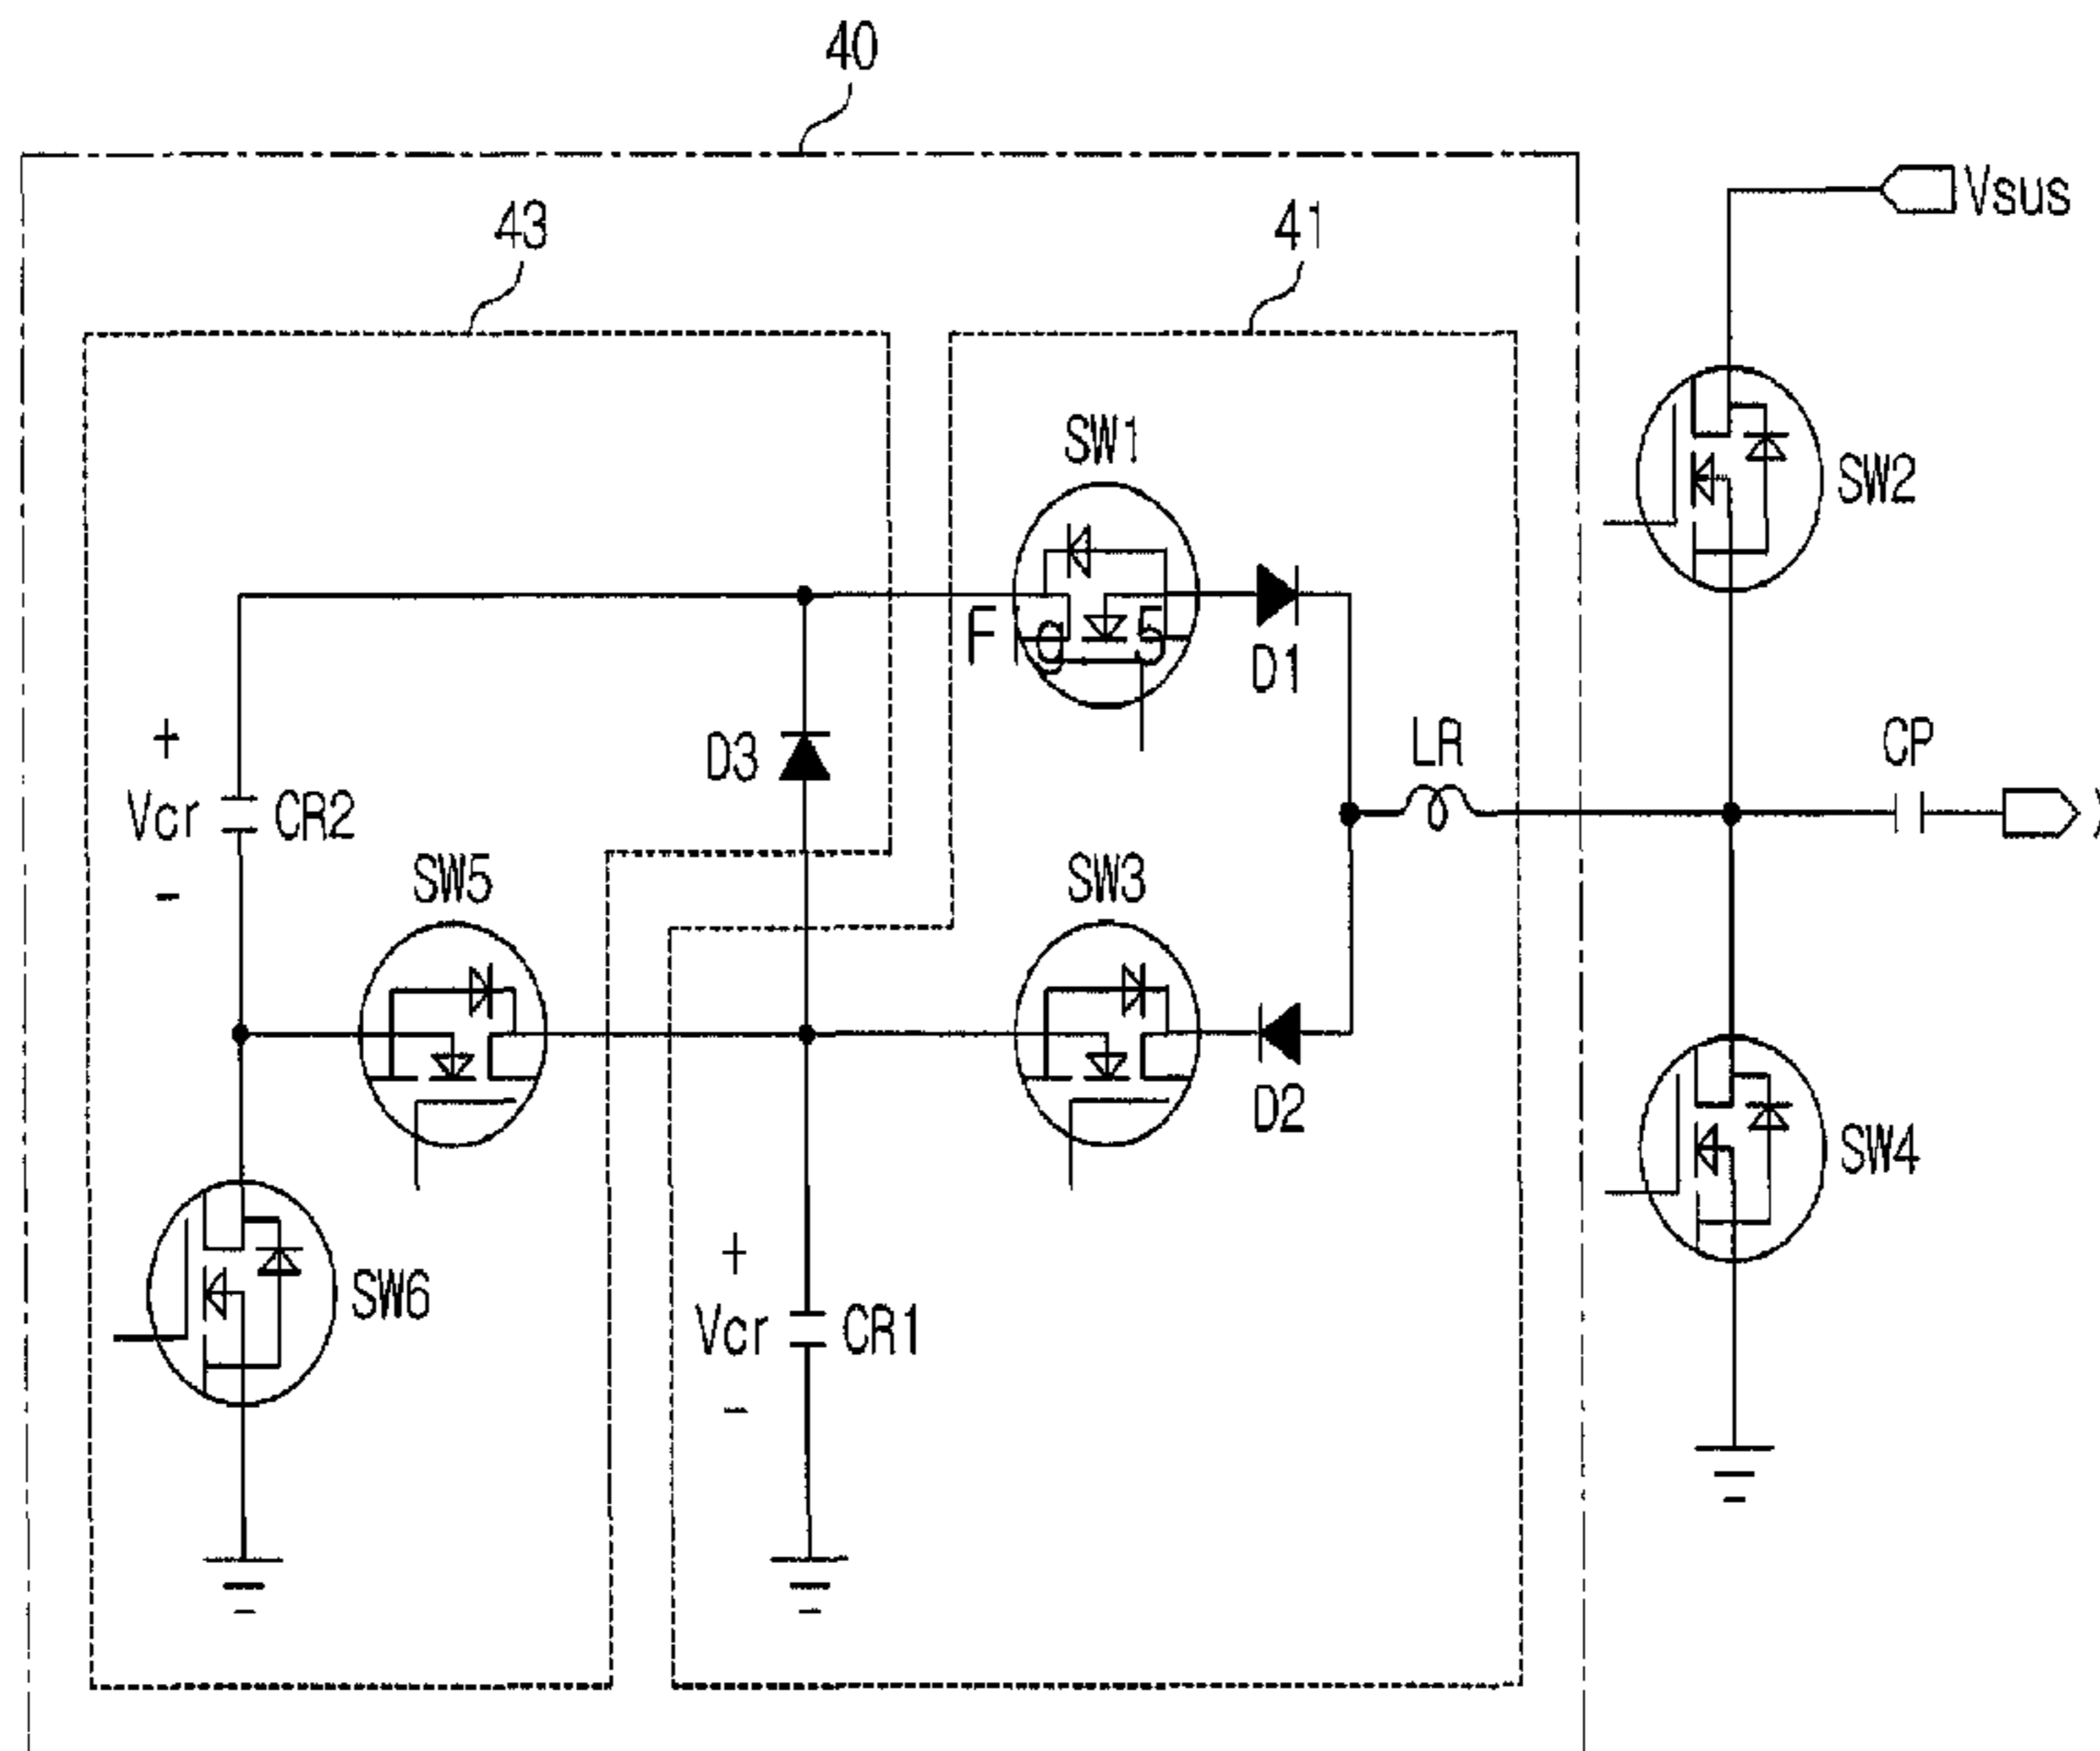 40
43
41
Vsus
SW1
SW2
Fig. 5
D1
D3
LR
CP
+
Vcr
CR2
-
SW5
SW3
D2
SW4
SW6
+
Vcr
CR1
-